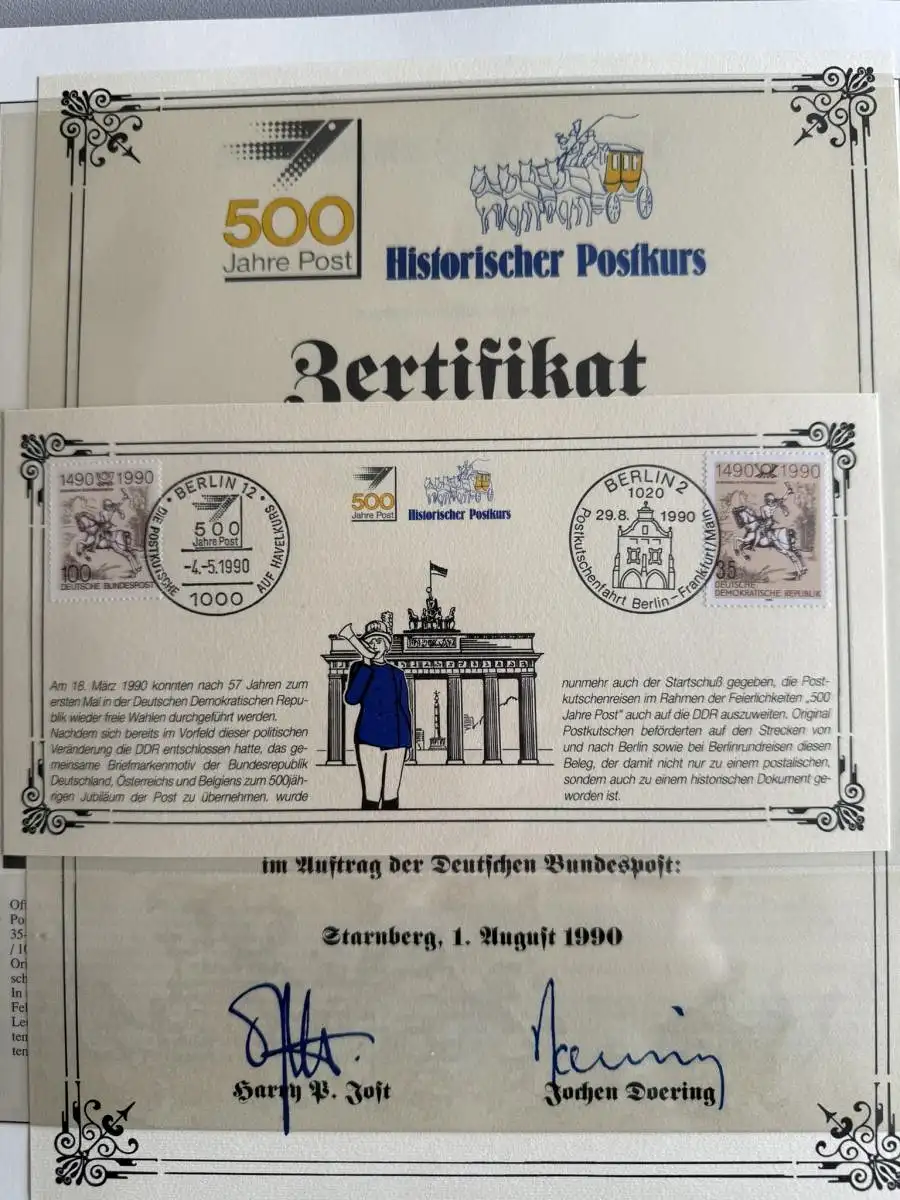 500
Jahre Post
Historischer Postkurs
Zertifikat
1490 1990
100
DEUTSCHE BUNDESPOST
BERLIN 12
DIE POSTKUTSCHE AUF HAVELKURS
500
Jahre Post
-4.-5.1990
1000
500
Jahre Post
Historischer Postkurs
BERLIN 2
1020
29.8. 1990
Postkutschenfahrt Berlin-Frankfurt/Main
1490 1990
35
DEUTSCHE
DEMOKRATISCHE REPUBLIK
Am 18. März 1990 konnten nach 57 Jahren zum
ersten Mal in der Deutschen Demokratischen Repu-
blik wieder freie Wahlen durchgeführt werden.
Nachdem sich bereits im Vorfeld dieser politischen
Veränderung die DDR entschlossen hatte, das ge-
meinsame Briefmarkenmotiv der Bundesrepublik
Deutschland, Österreichs und Belgiens zum 500jäh-
rigen Jubiläum der Post zu übernehmen, wurde
nunmehr auch der Startschuß gegeben, die Post-
kutschenreisen im Rahmen der Feierlichkeiten „500
Jahre Post" auch auf die DDR auszuweiten. Original
Postkutschen beförderten auf den Strecken von
und nach Berlin sowie bei Berlinrundreisen diesen
Beleg, der damit nicht nur zu einem postalischen,
sondern auch zu einem historischen Dokument ge-
worden ist.
im Auftrag der Deutschen Bundespost:
Starnberg, 1. August 1990
Harry P. Jost
Jochen Doering
35-
/ 10
In
ten
ten